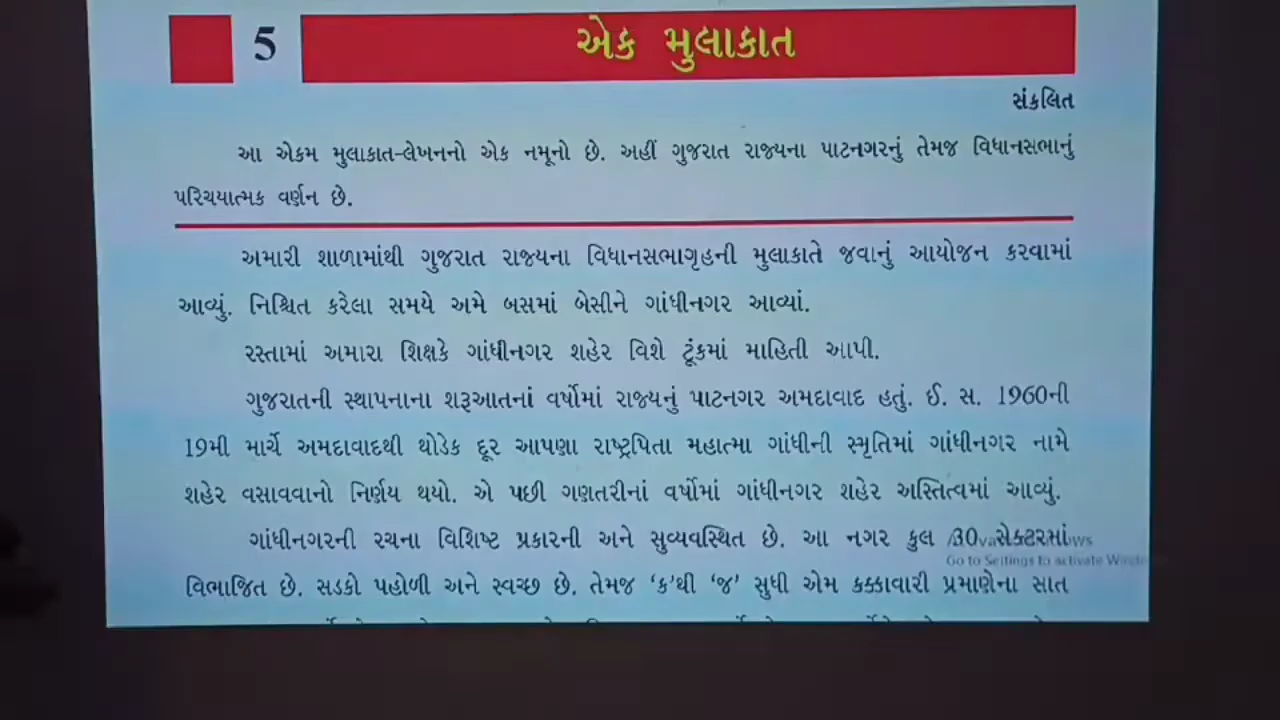 5
એક મુલાકાત
સંકલિત
આ એકમ મુલાકાત-લેખનનો એક નમૂનો છે. અહીં ગુજરાત રાજ્યના પાટનગરનું તેમજ વિધાનસભાનું
પરિચયાત્મક વર્ણન છે.
અમારી શાળામાંથી ગુજરાત રાજ્યના વિધાનસભાગૃહની મુલાકાતે જવાનું આયોજન કરવામાં
આવ્યું. નિશ્ચિત કરેલા સમયે અમે બસમાં બેસીને ગાંધીનગર આવ્યાં.
રસ્તામાં અમારા શિક્ષકે ગાંધીનગર શહેર વિશે ટૂંકમાં માહિતી આપી.
ગુજરાતની સ્થાપનાના શરૂઆતનાં વર્ષોમાં રાજ્યનું પાટનગર અમદાવાદ હતું. ઈ. સ. 1960ની
19મી માર્ચે અમદાવાદથી થોડેક દૂર આપણા રાષ્ટ્રપિતા મહાત્મા ગાંધીની સ્મૃતિમાં ગાંધીનગર નામે
શહેર વસાવવાનો નિર્ણય થયો. એ પછી ગણતરીનાં વર્ષોમાં ગાંધીનગર શહેર અસ્તિત્વમાં આવ્યું.
ગાંધીનગરની રચના વિશિષ્ટ પ્રકારની અને સુવ્યવસ્થિત છે. આ નગર કુલ 30 સેક્ટરમાં
Go to Settings to activate
વિભાજિત છે. સડકો પહોળી અને સ્વચ્છ છે. તેમજ ‘ક’થી ‘જ’ સુધી એમ કક્કાવારી પ્રમાણેના સાત